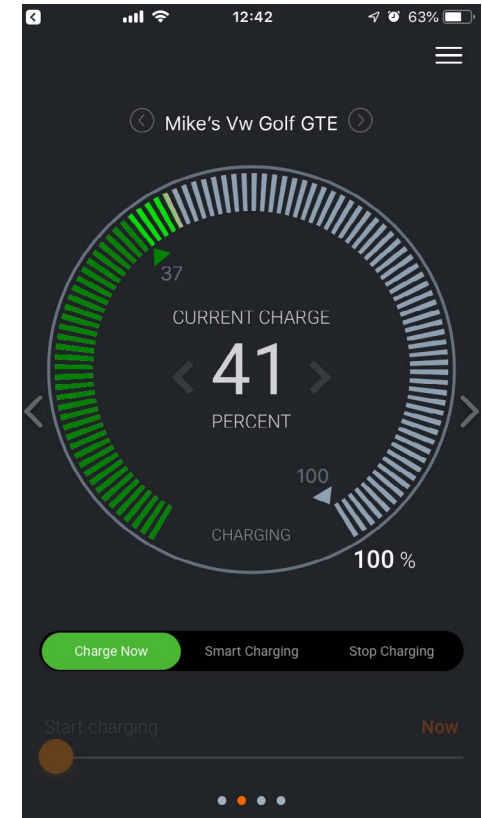 12:42
63%
Mike's Vw Golf GTE
37
CURRENT CHARGE
41
PERCENT
100
CHARGING
100 %
Charge Now Smart Charging Stop Charging
Start charging Now